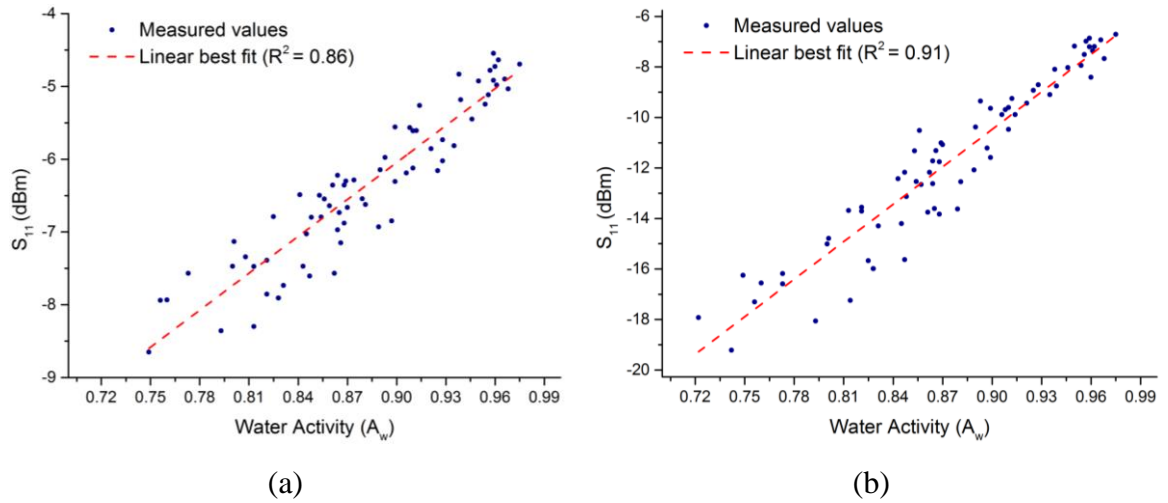 Measured values
Linear best fit (R² = 0.86)
-4
-5
-6
-7
-8
-9
S₁₁ (dBm)
0.72 0.75 0.78 0.81 0.84 0.87 0.90 0.93 0.96 0.99
Water Activity (A_w)
(a)
Measured values
Linear best fit (R² = 0.91)
-6
-8
-10
-12
-14
-16
-18
-20
S₁₁ (dBm)
0.72 0.75 0.78 0.81 0.84 0.87 0.90 0.93 0.96 0.99
Water Activity (A_w)
(b)